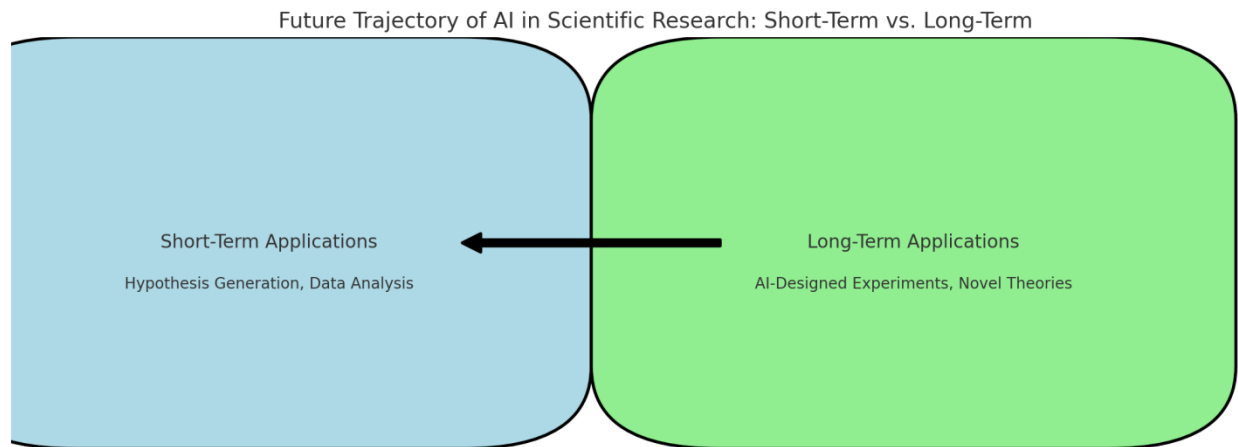 Future Trajectory of AI in Scientific Research: Short-Term vs. Long-Term
Short-Term Applications
Hypothesis Generation, Data Analysis
Long-Term Applications
AI-Designed Experiments, Novel Theories